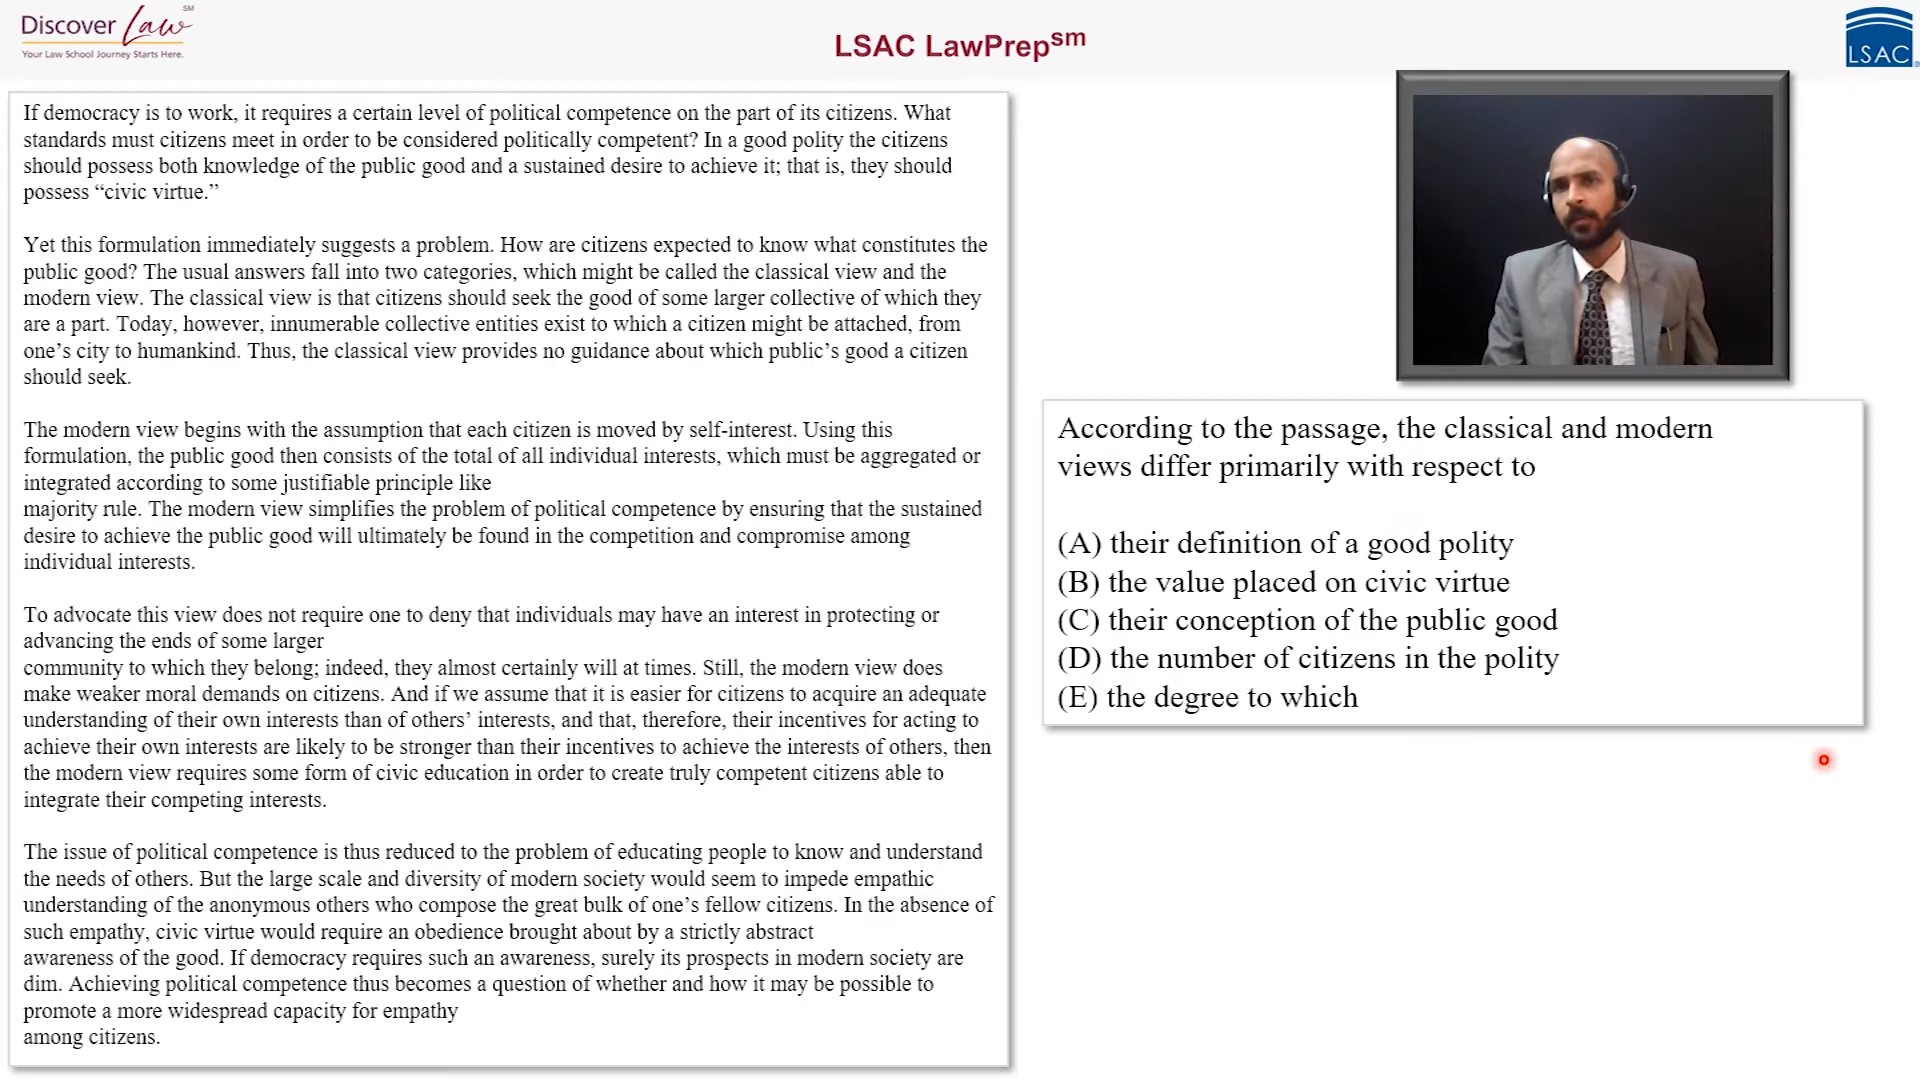 Discover Law SM
Your Law School Journey Starts Here.
LSAC LawPrepsm
LSAC
If democracy is to work, it requires a certain level of political competence on the part of its citizens. What
standards must citizens meet in order to be considered politically competent? In a good polity the citizens
should possess both knowledge of the public good and a sustained desire to achieve it; that is, they should
possess “civic virtue.”
Yet this formulation immediately suggests a problem. How are citizens expected to know what constitutes the
public good? The usual answers fall into two categories, which might be called the classical view and the
modern view. The classical view is that citizens should seek the good of some larger collective of which they
are a part. Today, however, innumerable collective entities exist to which a citizen might be attached, from
one’s city to humankind. Thus, the classical view provides no guidance about which public’s good a citizen
should seek.
The modern view begins with the assumption that each citizen is moved by self-interest. Using this
formulation, the public good then consists of the total of all individual interests, which must be aggregated or
integrated according to some justifiable principle like
majority rule. The modern view simplifies the problem of political competence by ensuring that the sustained
desire to achieve the public good will ultimately be found in the competition and compromise among
individual interests.
To advocate this view does not require one to deny that individuals may have an interest in protecting or
advancing the ends of some larger
community to which they belong; indeed, they almost certainly will at times. Still, the modern view does
make weaker moral demands on citizens. And if we assume that it is easier for citizens to acquire an adequate
understanding of their own interests than of others’ interests, and that, therefore, their incentives for acting to
achieve their own interests are likely to be stronger than their incentives to achieve the interests of others, then
the modern view requires some form of civic education in order to create truly competent citizens able to
integrate their competing interests.
The issue of political competence is thus reduced to the problem of educating people to know and understand
the needs of others. But the large scale and diversity of modern society would seem to impede empathic
understanding of the anonymous others who compose the great bulk of one’s fellow citizens. In the absence of
such empathy, civic virtue would require an obedience brought about by a strictly abstract
awareness of the good. If democracy requires such an awareness, surely its prospects in modern society are
dim. Achieving political competence thus becomes a question of whether and how it may be possible to
promote a more widespread capacity for empathy
among citizens.
According to the passage, the classical and modern
views differ primarily with respect to
(A) their definition of a good polity
(B) the value placed on civic virtue
(C) their conception of the public good
(D) the number of citizens in the polity
(E) the degree to which